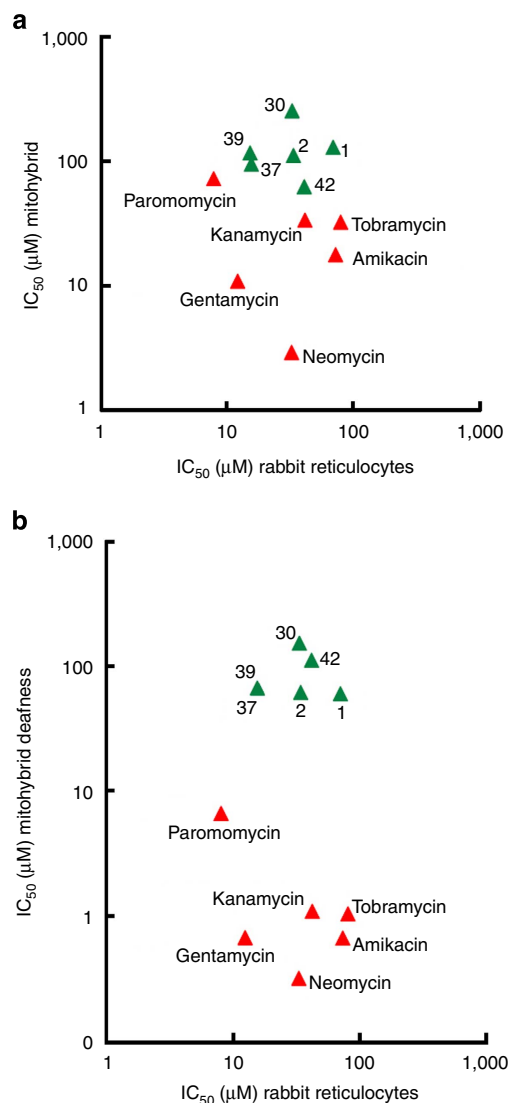 a
1,000
30
39
2
1
100
37
42
Paromomycin
Kanamycin
Tobramycin
Amikacin
10
Gentamycin
Neomycin
1
IC50 (μM) mitohybrid
1
10
100
1,000
IC50 (μM) rabbit reticulocytes
b
1,000
30
42
39
100
37
2
1
10
Paromomycin
Kanamycin
Tobramycin
1
Gentamycin
Amikacin
Neomycin
0
IC50 (μM) mitohybrid deafness
1
10
100
1,000
IC50 (μM) rabbit reticulocytes